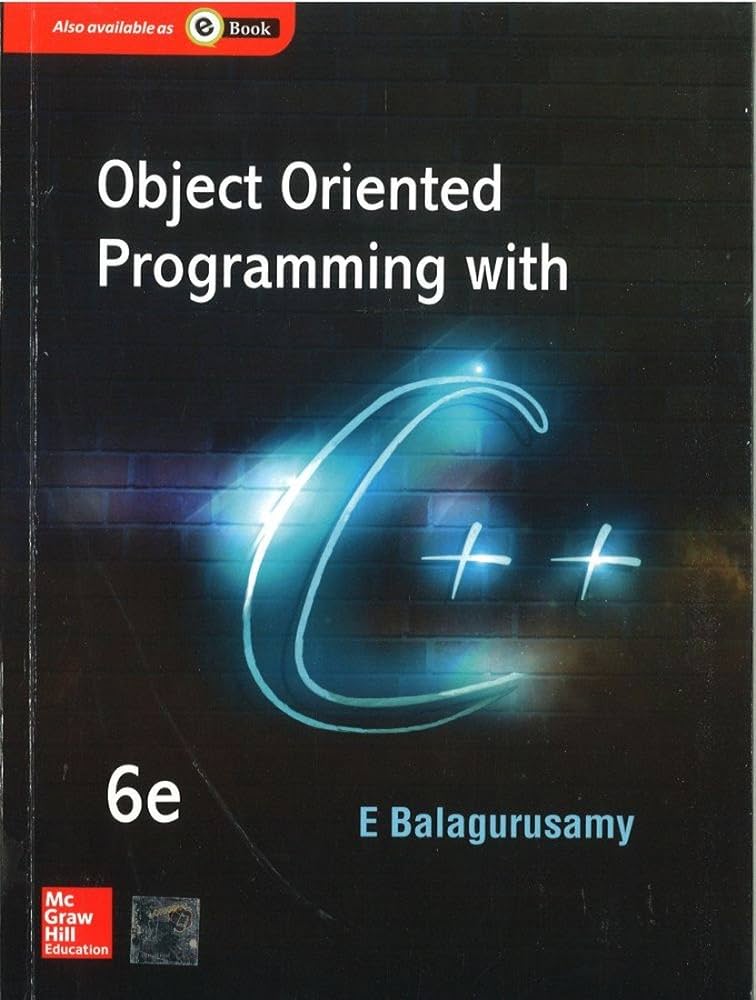 Also available as e Book
Object Oriented
Programming with
C++
6e
E Balagurusamy
Mc
Graw
Hill
Education